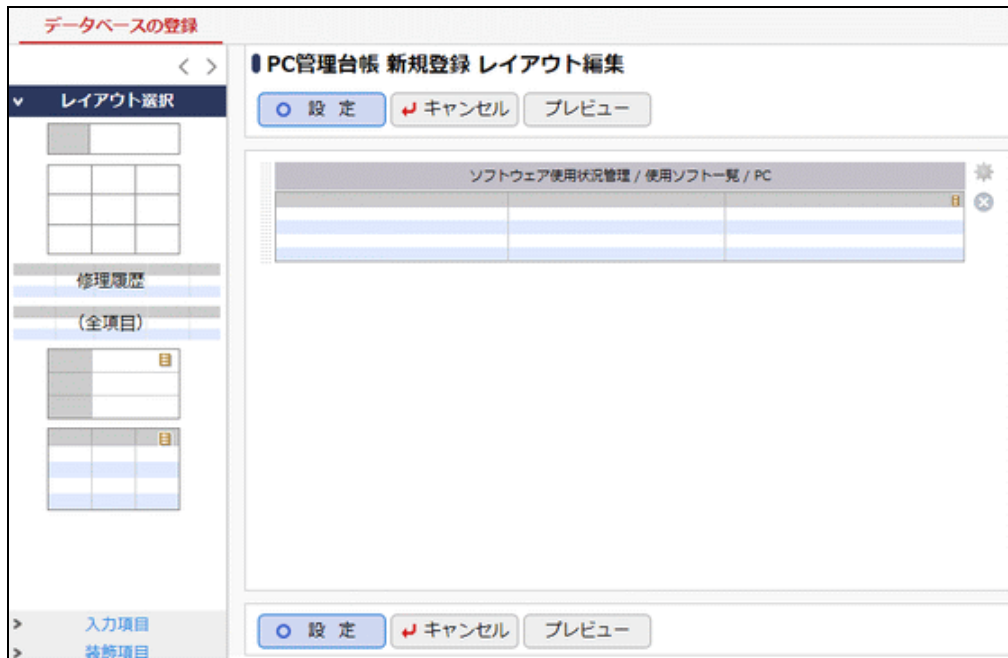 データベースの登録
レイアウト選択
修理履歴
(全項目)
入力項目
装飾項目
PC管理台帳 新規登録 レイアウト編集
設 定
キャンセル
プレビュー
ソフトウェア使用状況管理 / 使用ソフト一覧 / PC
設 定
キャンセル
プレビュー